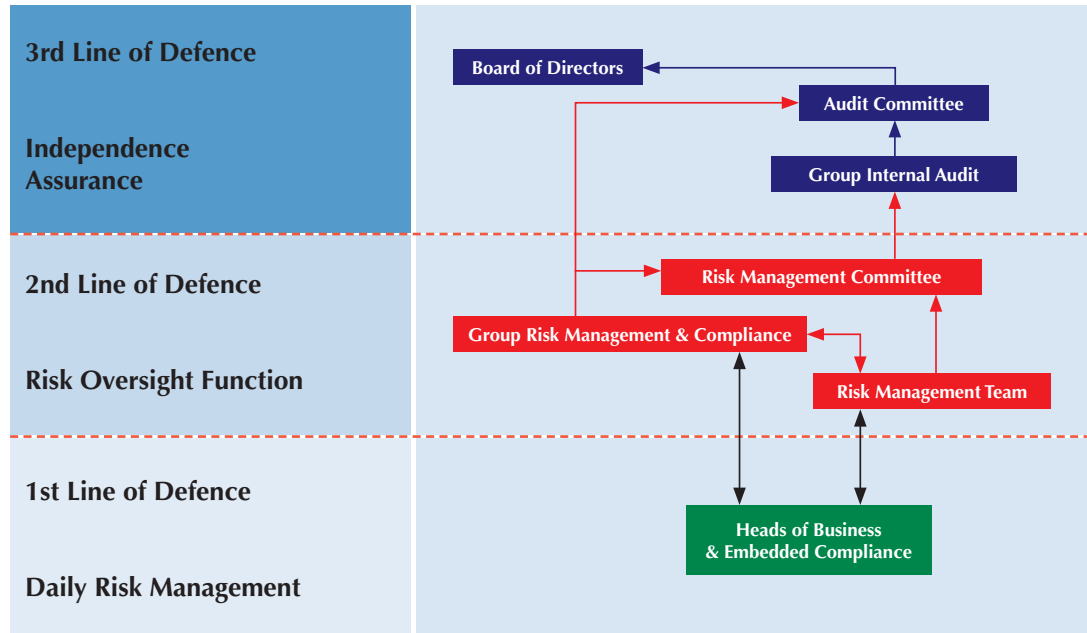 3rd Line of Defence
Independence
Assurance
Board of Directors
Audit Committee
Group Internal Audit
2nd Line of Defence
Risk Oversight Function
Risk Management Committee
Group Risk Management & Compliance
Risk Management Team
1st Line of Defence
Daily Risk Management
Heads of Business
& Embedded Compliance